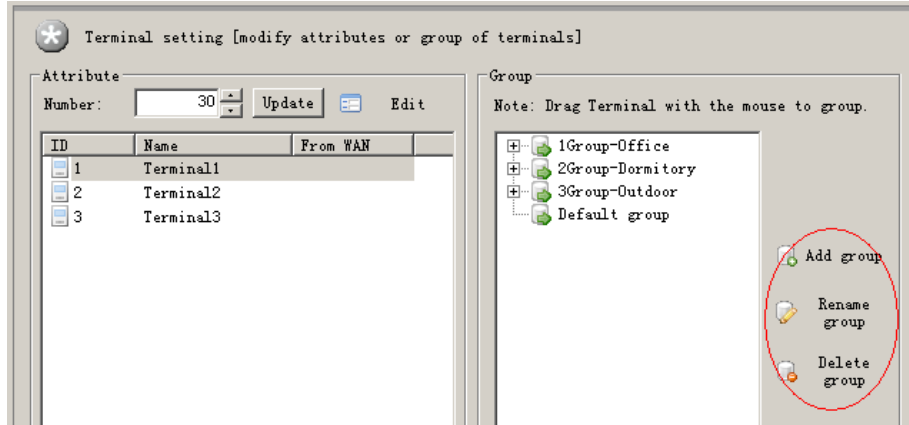 Terminal setting [modify attributes or group of terminals]
Attribute
Number: 30 Update Edit
ID Name From WAN
1 Terminal1
2 Terminal2
3 Terminal3
Group
Note: Drag Terminal with the mouse to group.
1Group-Office
2Group-Dormitory
3Group-Outdoor
Default group
Add group
Rename
group
Delete
group